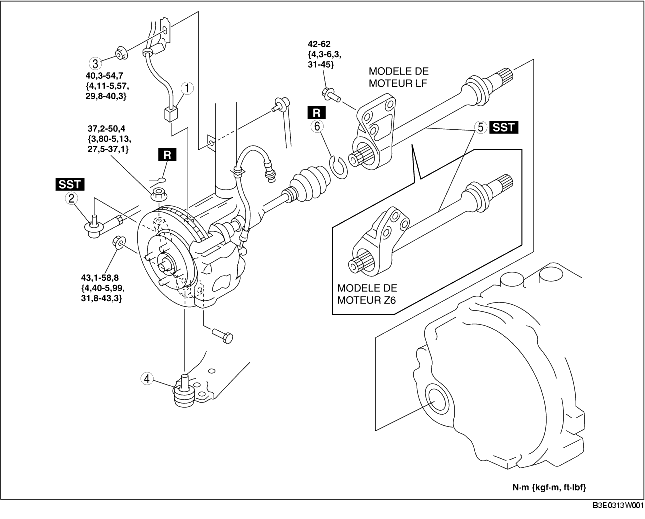 42-62
{4,3-6,3,
31-45}
MODELE DE
MOTEUR LF
3
40,3-54,7
{4,11-5,57,
29,8-40,3}
1
R
6
5 SST
37,2-50,4
{3,80-5,13,
27,5-37,1}
R
SST
2
43,1-58,8
{4,40-5,99,
31,8-43,3}
MODELE DE
MOTEUR Z6
4
N·m {kgf-m, ft-lbf}
B3E0313W001